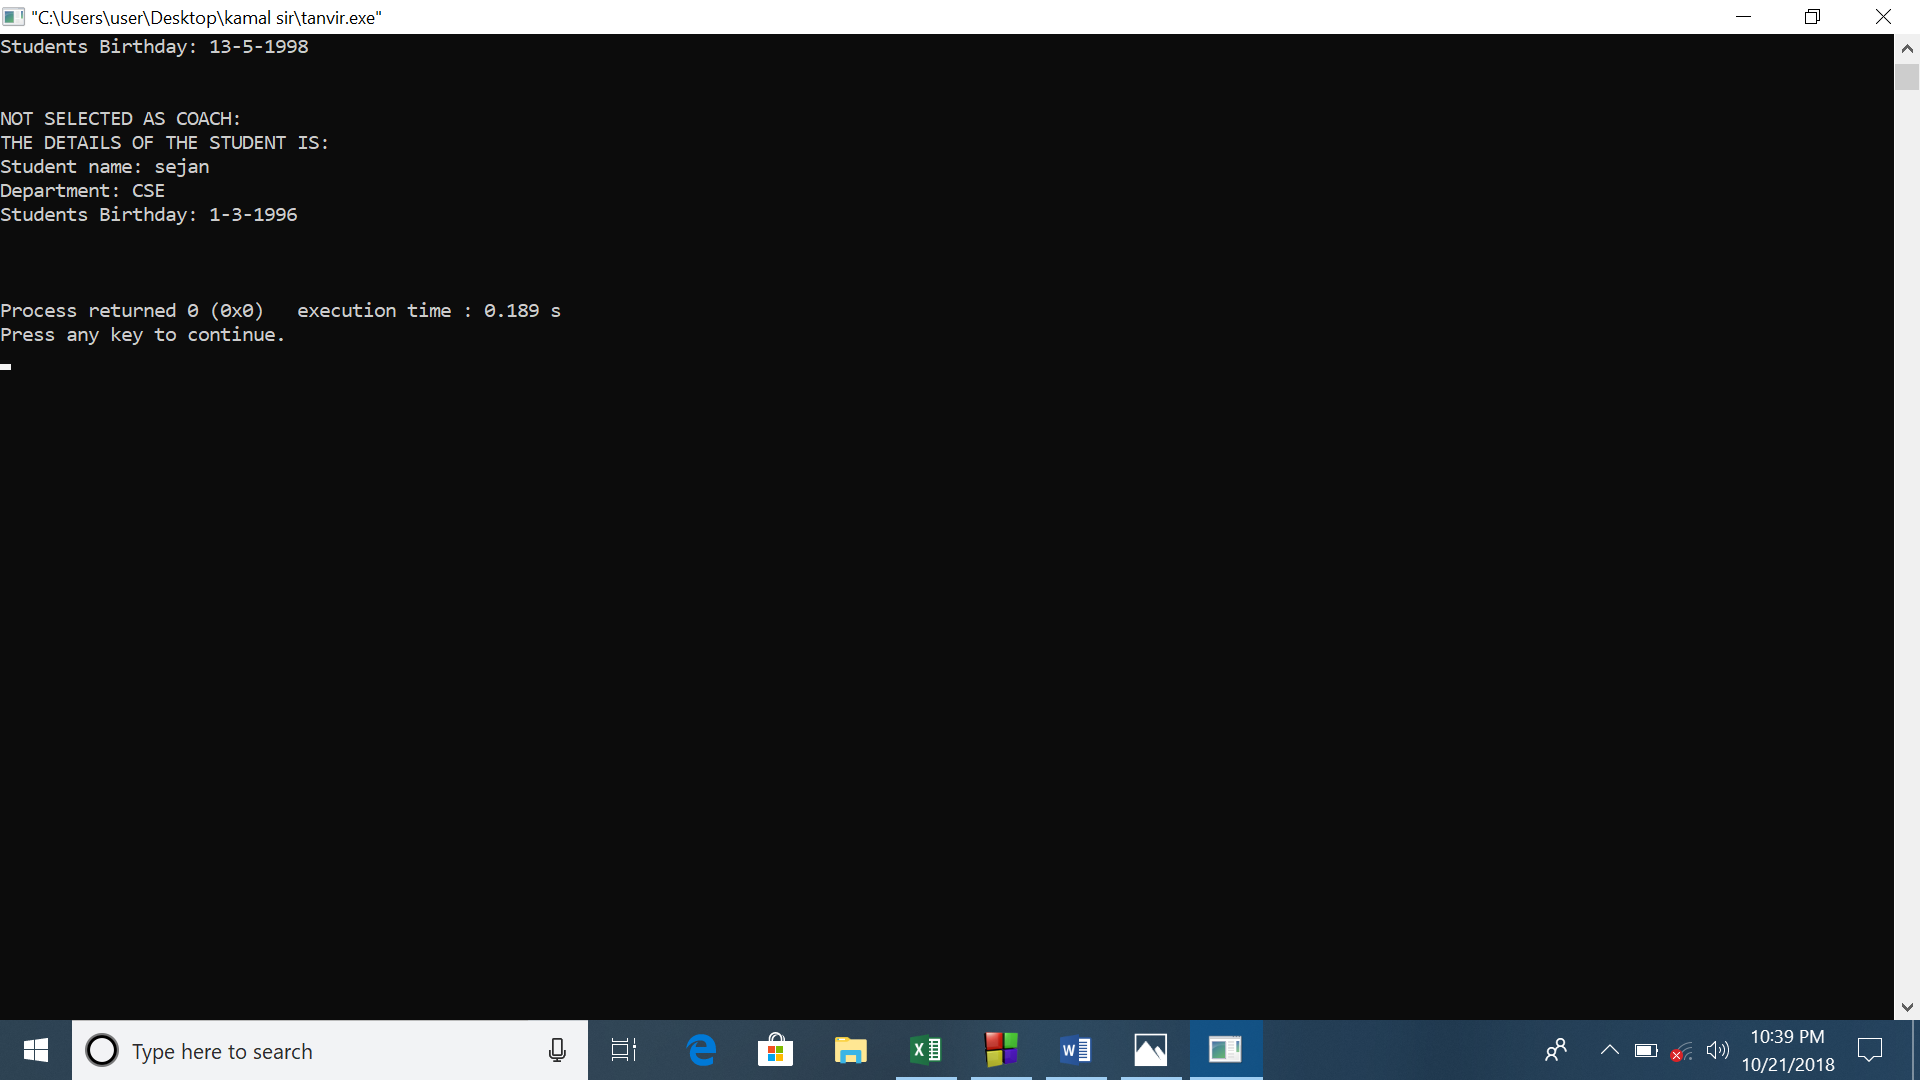 "C:\Users\user\Desktop\kamal sir\tanvir.exe"
Students Birthday: 13-5-1998
NOT SELECTED AS COACH:
THE DETAILS OF THE STUDENT IS:
Student name: sejan
Department: CSE
Students Birthday: 1-3-1996
Process returned 0 (0x0)   execution time : 0.189 s
Press any key to continue.
Type here to search
10:39 PM
10/21/2018